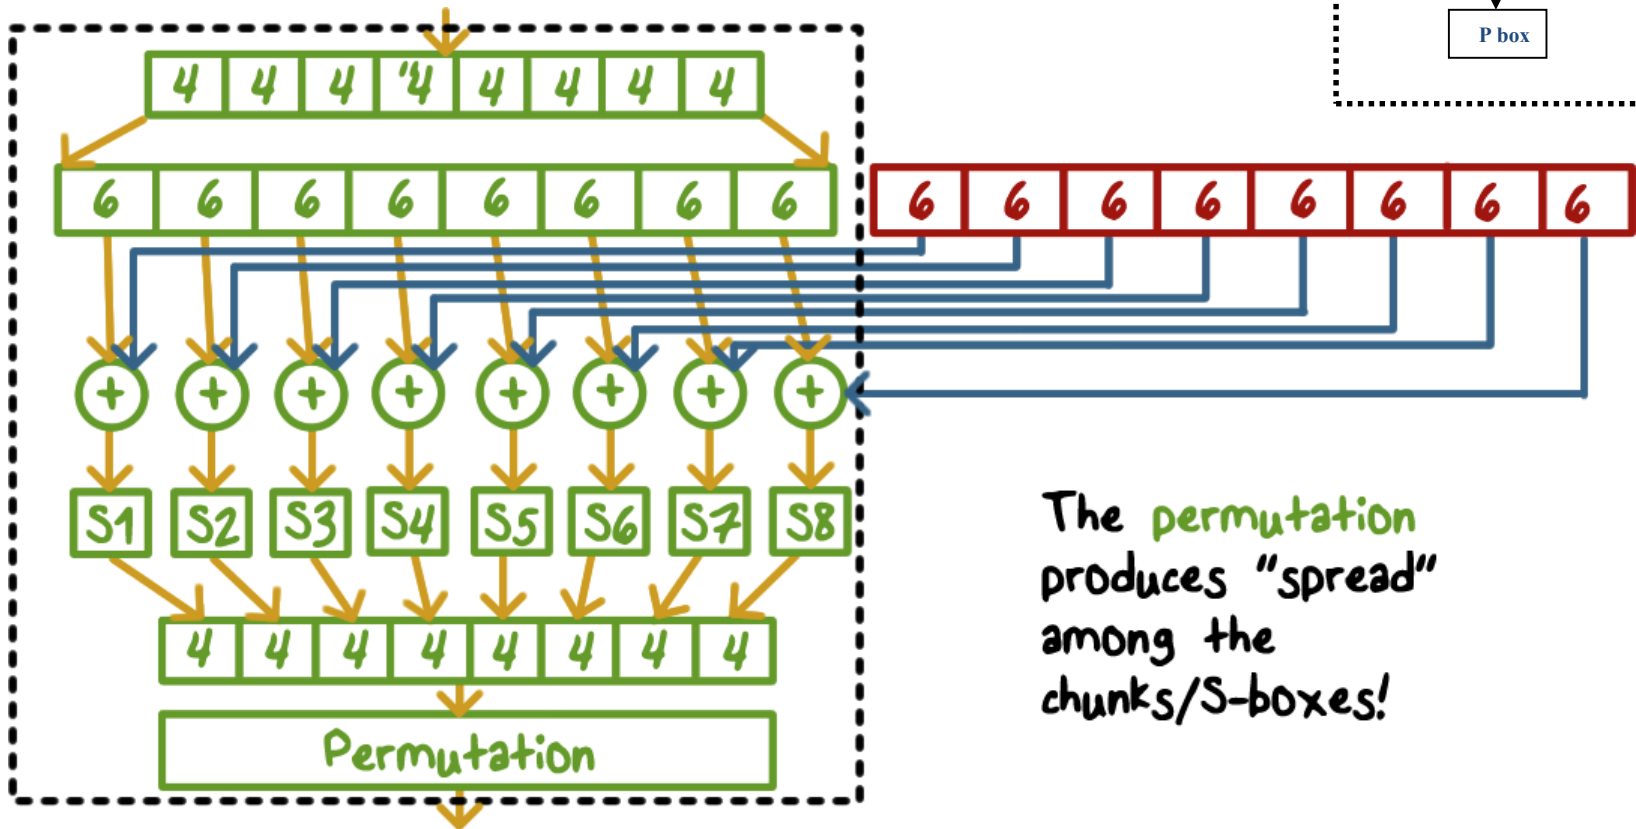 P box
4 4 4 "4 4 4 4 4
6 6 6 6 6 6 6 6
6 6 6 6 6 6 6 6
+ + + + + + + +
S1 S2 S3 S4 S5 S6 S7 S8
4 4 4 4 4 4 4 4
Permutation
The permutation
produces "spread"
among the
chunks/S-boxes!